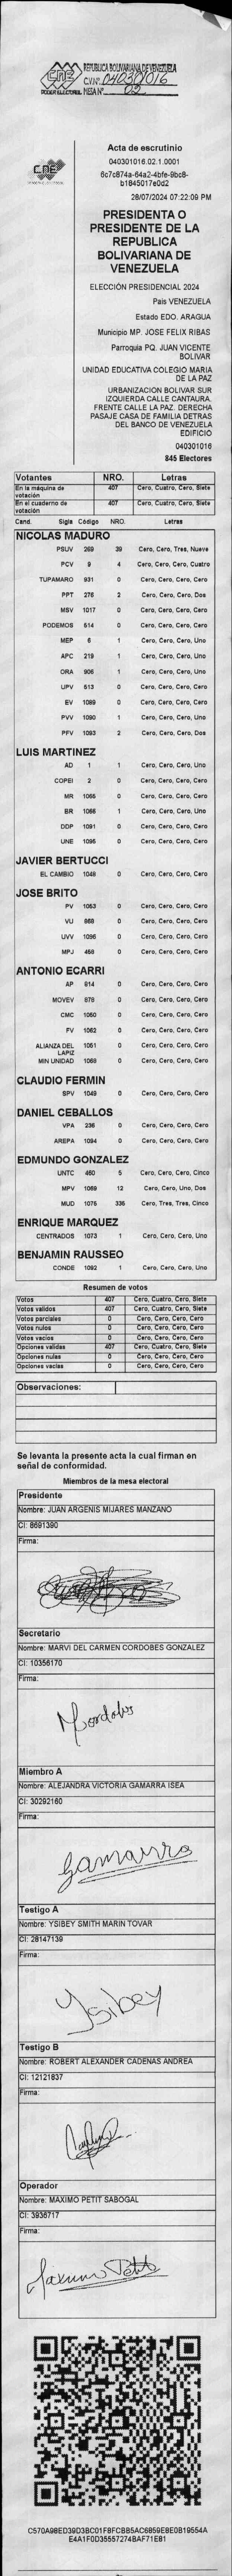 REPUBLICA BOLIVARIANA DE VENEZUELA
CNE
C.V.N°: 040301016
PODER ELECTORAL MESA N° 02
CNE
Acta de escrutinio
040301016.02.1.0001
6c7c874a-64a2-4bfe-9bc8-
b1845017e0d2
28/07/2024 07:22:09 PM
PRESIDENTA O
PRESIDENTE DE LA
REPUBLICA
BOLIVARIANA DE
VENEZUELA
ELECCIÓN PRESIDENCIAL 2024
Pais VENEZUELA
Estado EDO. ARAGUA
Municipio MP. JOSE FELIX RIBAS
Parroquia PQ. JUAN VICENTE
BOLIVAR
UNIDAD EDUCATIVA COLEGIO MARIA
DE LA PAZ
URBANIZACION BOLIVAR SUR
IZQUIERDA CALLE CANTAURA.
FRENTE CALLE LA PAZ. DERECHA
PASAJE CASA DE FAMILIA DETRAS
DEL BANCO DE VENEZUELA
EDIFICIO
040301016
845 Electores
Votantes NRO. Letras
En la máquina de votación 407 Cero, Cuatro, Cero, Siete
En el cuaderno de votación 407 Cero, Cuatro, Cero, Siete
Cand. Sigla Código NRO. Letras
NICOLAS MADURO
PSUV 269 39 Cero, Cero, Tres, Nueve
PCV 9 4 Cero, Cero, Cero, Cuatro
TUPAMARO 931 0 Cero, Cero, Cero, Cero
PPT 276 2 Cero, Cero, Cero, Dos
MSV 1017 0 Cero, Cero, Cero, Cero
PODEMOS 514 0 Cero, Cero, Cero, Cero
MEP 6 1 Cero, Cero, Cero, Uno
APC 219 1 Cero, Cero, Cero, Uno
ORA 906 1 Cero, Cero, Cero, Uno
UPV 513 0 Cero, Cero, Cero, Cero
EV 1089 0 Cero, Cero, Cero, Cero
PVV 1090 1 Cero, Cero, Cero, Uno
PFV 1093 2 Cero, Cero, Cero, Dos
LUIS MARTINEZ
AD 1 1 Cero, Cero, Cero, Uno
COPEI 2 0 Cero, Cero, Cero, Cero
MR 1065 0 Cero, Cero, Cero, Cero
BR 1066 1 Cero, Cero, Cero, Uno
DDP 1091 0 Cero, Cero, Cero, Cero
UNE 1095 0 Cero, Cero, Cero, Cero
JAVIER BERTUCCI
EL CAMBIO 1048 0 Cero, Cero, Cero, Cero
JOSE BRITO
PV 1053 0 Cero, Cero, Cero, Cero
VU 868 0 Cero, Cero, Cero, Cero
UVV 1096 0 Cero, Cero, Cero, Cero
MPJ 458 0 Cero, Cero, Cero, Cero
ANTONIO ECARRI
AP 814 0 Cero, Cero, Cero, Cero
MOVEV 878 0 Cero, Cero, Cero, Cero
CMC 1050 0 Cero, Cero, Cero, Cero
FV 1062 0 Cero, Cero, Cero, Cero
ALIANZA DEL LAPIZ 1051 0 Cero, Cero, Cero, Cero
MIN UNIDAD 1068 0 Cero, Cero, Cero, Cero
CLAUDIO FERMIN
SPV 1049 0 Cero, Cero, Cero, Cero
DANIEL CEBALLOS
VPA 236 0 Cero, Cero, Cero, Cero
AREPA 1094 0 Cero, Cero, Cero, Cero
EDMUNDO GONZALEZ
UNTC 460 5 Cero, Cero, Cero, Cinco
MPV 1069 12 Cero, Cero, Uno, Dos
MUD 1075 335 Cero, Tres, Tres, Cinco
ENRIQUE MARQUEZ
CENTRADOS 1073 1 Cero, Cero, Cero, Uno
BENJAMIN RAUSSEO
CONDE 1092 1 Cero, Cero, Cero, Uno
Resumen de votos
Votos 407 Cero, Cuatro, Cero, Siete
Votos validos 407 Cero, Cuatro, Cero, Siete
Votos parciales 0 Cero, Cero, Cero, Cero
Votos nulos 0 Cero, Cero, Cero, Cero
Votos vacios 0 Cero, Cero, Cero, Cero
Opciones validas 407 Cero, Cuatro, Cero, Siete
Opciones nulas 0 Cero, Cero, Cero, Cero
Opciones vacias 0 Cero, Cero, Cero, Cero
Observaciones:
Se levanta la presente acta la cual firman en
señal de conformidad.
Miembros de la mesa electoral
Presidente
Nombre: JUAN ARGENIS MIJARES MANZANO
CI: 8691390
Firma:
Secretario
Nombre: MARVI DEL CARMEN CORDOBES GONZALEZ
CI: 10356170
Firma:
Mcordobes
Miembro A
Nombre: ALEJANDRA VICTORIA GAMARRA ISEA
CI: 30292160
Firma:
Gamarra
Testigo A
Nombre: YSIBEY SMITH MARIN TOVAR
CI: 28147139
Firma:
Ysibey
Testigo B
Nombre: ROBERT ALEXANDER CADENAS ANDREA
CI: 12121837
Firma:
Operador
Nombre: MAXIMO PETIT SABOGAL
CI: 3936717
Firma:
Maximo Petit
C570A98ED39D3BC01F8FCBB5AC6859EBE0B19554A
E4A1F0D35557274BAF71E81